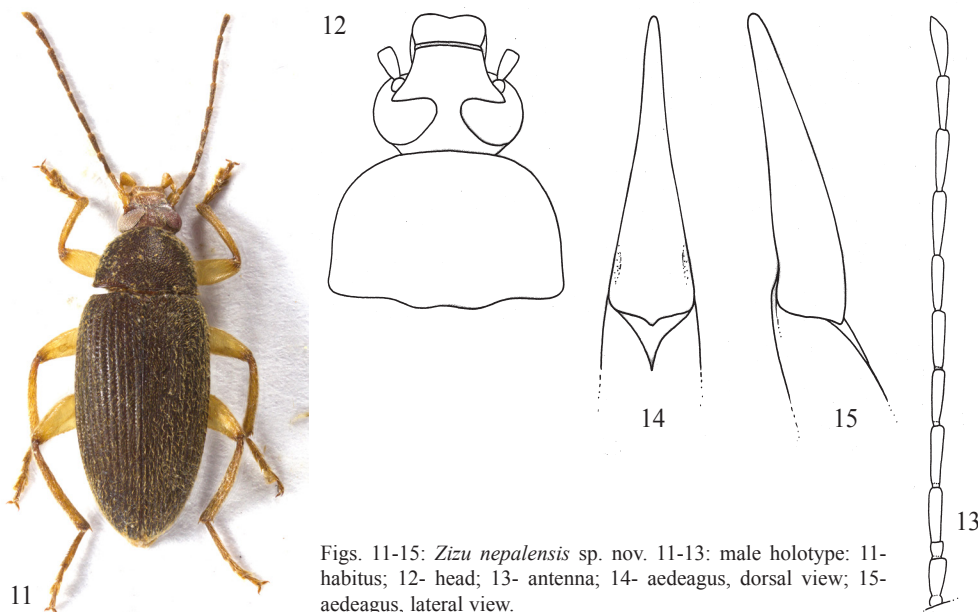 12
14
15
13
11
Figs. 11-15: Zizu nepalensis sp. nov. 11-13: male holotype: 11-
habitus; 12- head; 13- antenna; 14- aedeagus, dorsal view; 15-
aedeagus, lateral view.